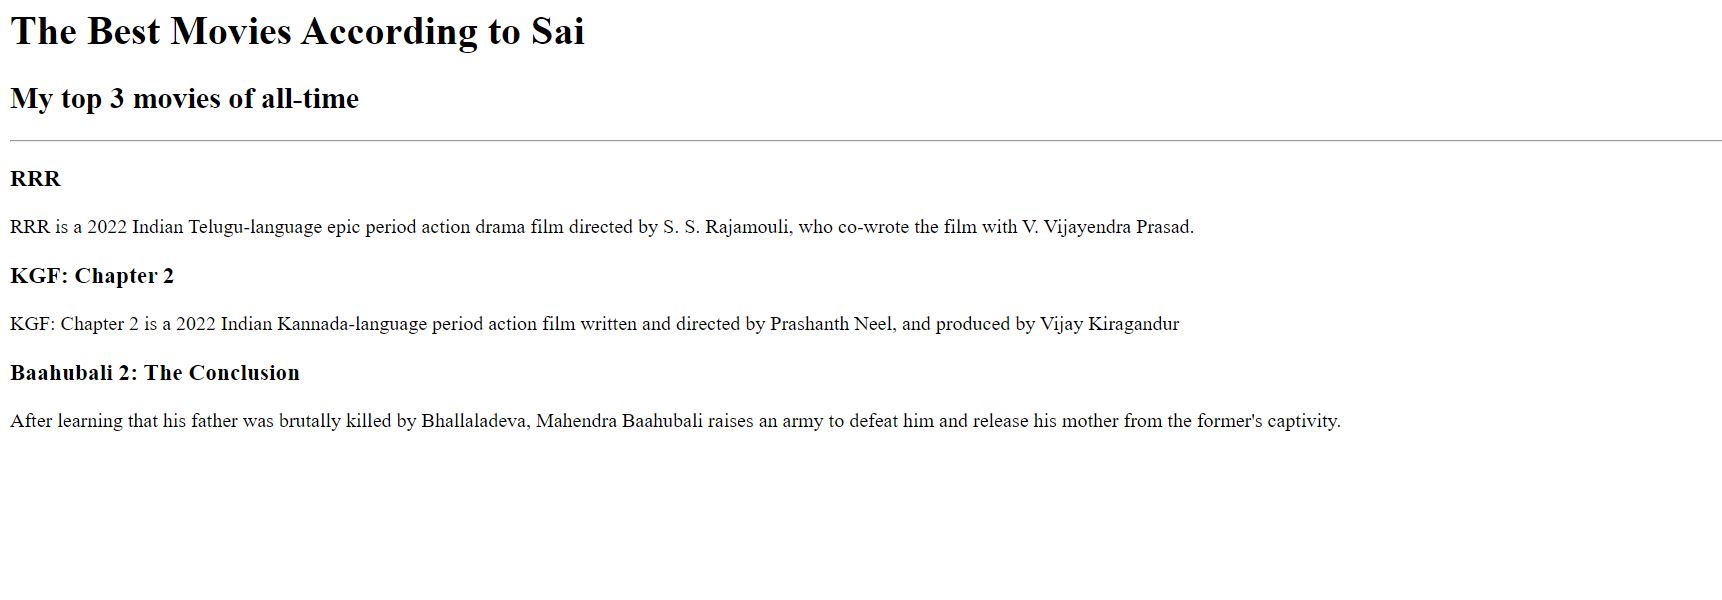 The Best Movies According to Sai
My top 3 movies of all-time
RRR
RRR is a 2022 Indian Telugu-language epic period action drama film directed by S. S. Rajamouli, who co-wrote the film with V. Vijayendra Prasad.
KGF: Chapter 2
KGF: Chapter 2 is a 2022 Indian Kannada-language period action film written and directed by Prashanth Neel, and produced by Vijay Kiragandur
Baahubali 2: The Conclusion
After learning that his father was brutally killed by Bhallaladeva, Mahendra Baahubali raises an army to defeat him and release his mother from the former's captivity.